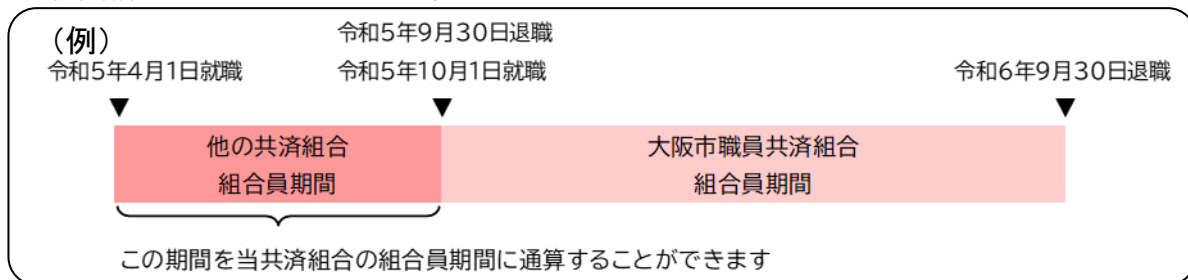 (例)
令和5年9月30日退職
令和5年4月1日就職
令和5年10月1日就職
令和6年9月30日退職
他の共済組合
組合員期間
大阪市職員共済組合
組合員期間
この期間を当共済組合の組合員期間に通算することができます